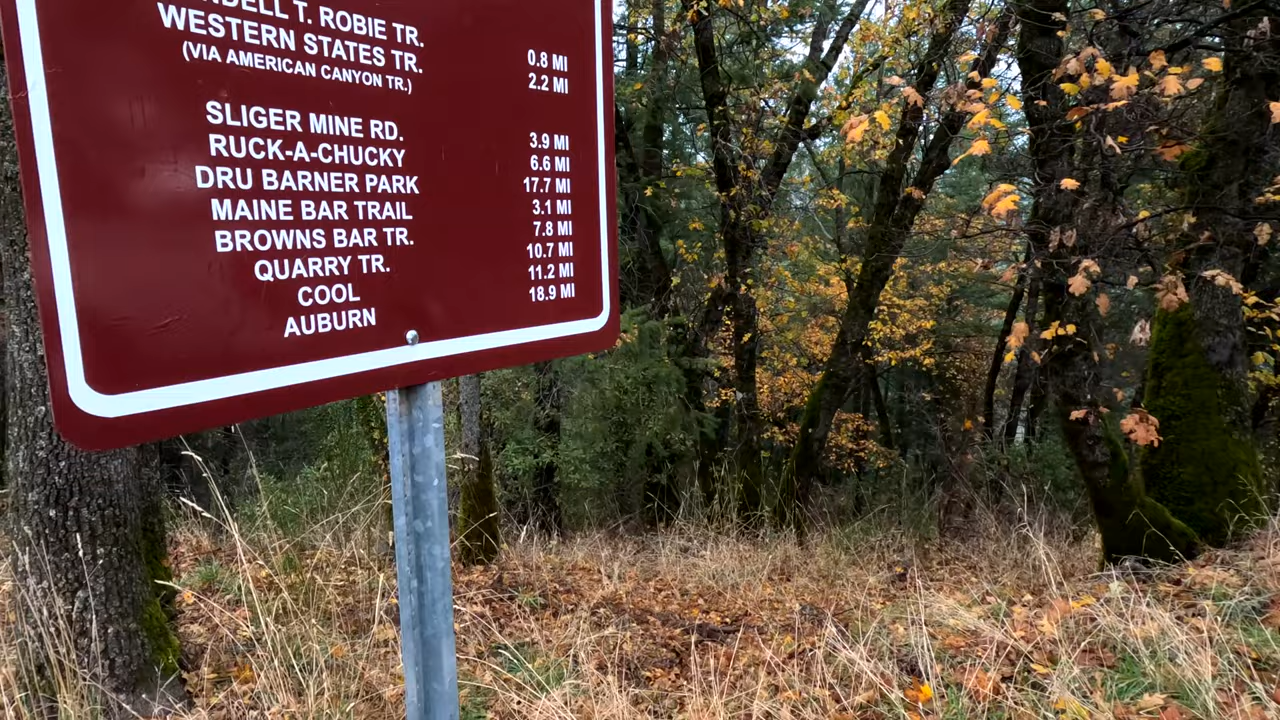 T. ROBIE TR.
WESTERN STATES TR. 0.8 MI
(VIA AMERICAN CANYON TR.) 2.2 MI
SLIGER MINE RD. 3.9 MI
RUCK-A-CHUCKY 6.6 MI
DRU BARNER PARK 17.7 MI
MAINE BAR TRAIL 3.1 MI
BROWNS BAR TR. 7.8 MI
QUARRY TR. 10.7 MI
COOL 11.2 MI
AUBURN 18.9 MI